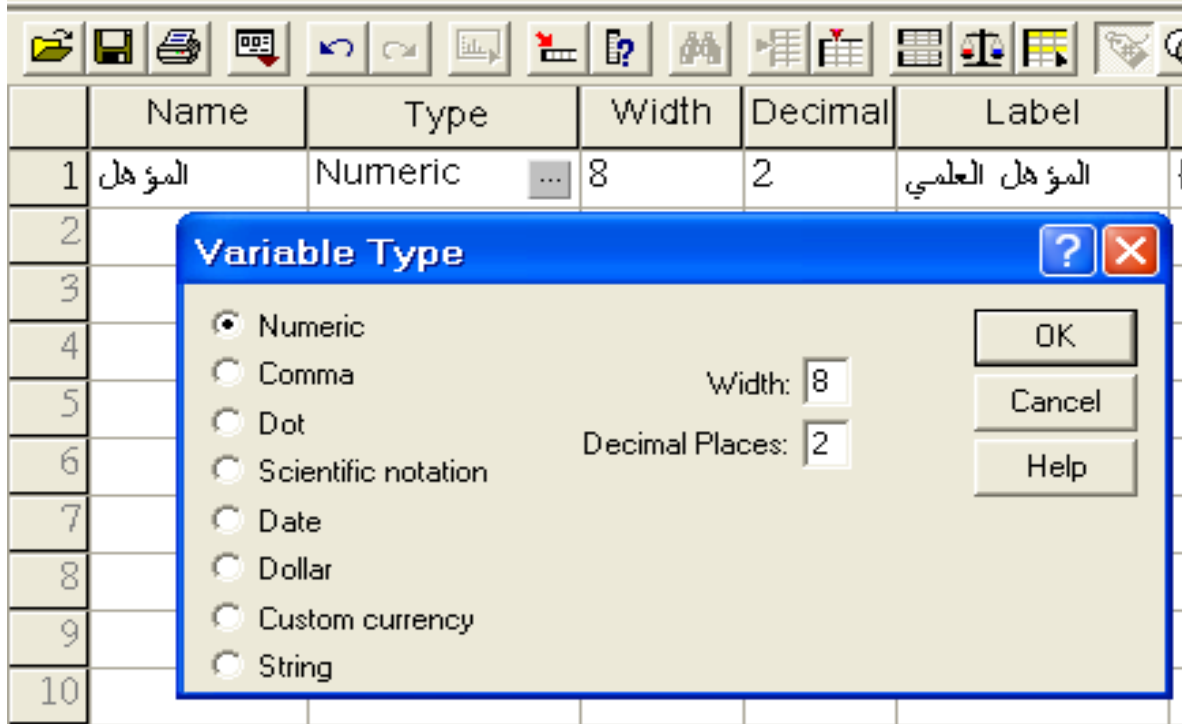 Name Type Width Decimal Label
1 المؤهل Numeric ... 8 2 المؤهل العلمي
2
3
4
5
6
7
8
9
10
Variable Type
Numeric
Comma
Dot
Scientific notation
Date
Dollar
Custom currency
String
Width: 8
Decimal Places: 2
OK
Cancel
Help